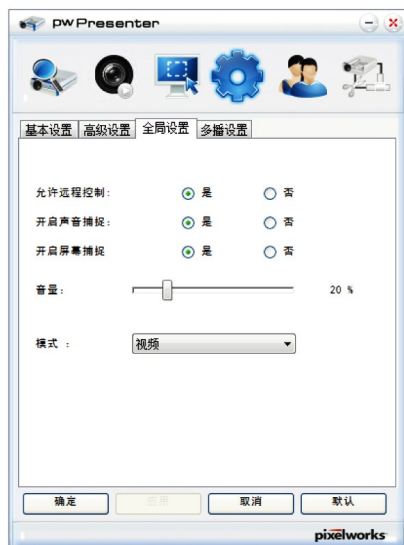 pwPresenter
基本设置 高级设置 全局设置 多播设置
允许远程控制: 是 否
开启声音捕捉: 是 否
开启屏幕捕捉 是 否
音量: 20 %
模式 : 视频
确定 应用 取消 默认
pixelworks